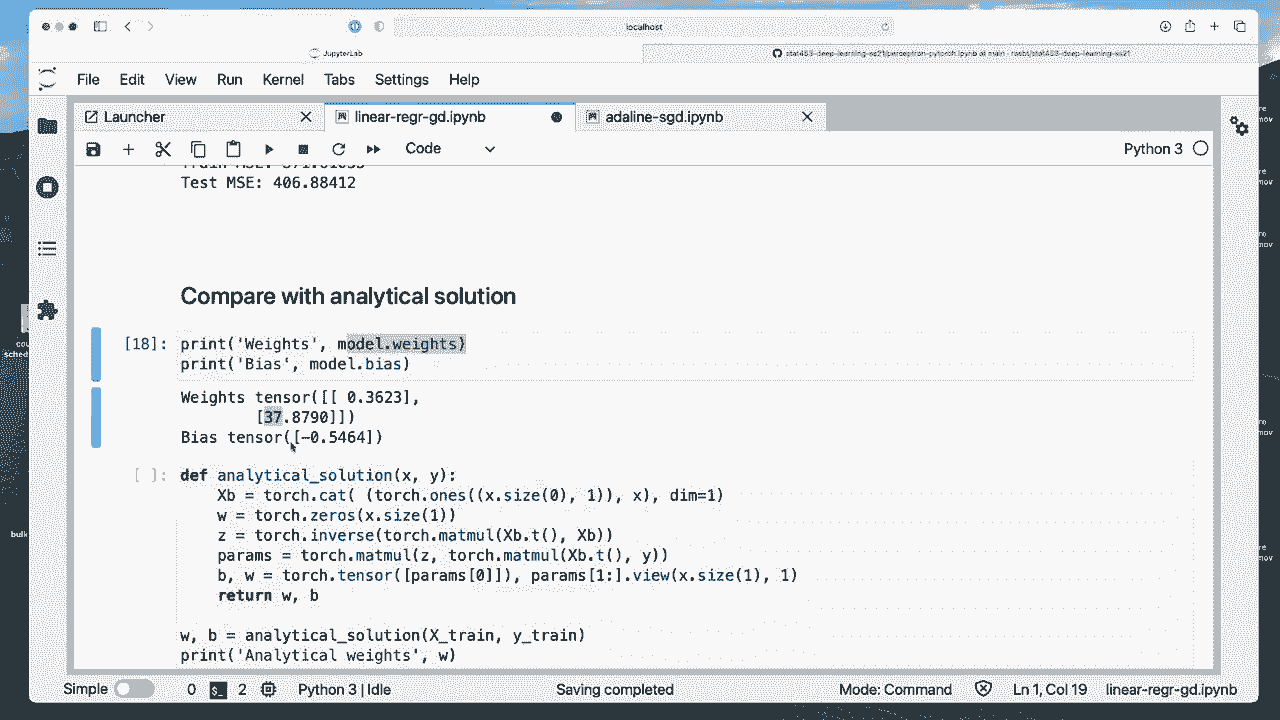 localhost
JupyterLab
stat453-deep-learning-ss21/perceptron-pytorch.ipynb at main · rasbt/stat453-deep-learning-ss21
File Edit View Run Kernel Tabs Settings Help
Launcher
linear-regr-gd.ipynb
adaline-sgd.ipynb
Code
Python 3
Test MSE: 406.88412
Compare with analytical solution
[18]: print('Weights', model.weights)
print('Bias', model.bias)
Weights tensor([[ 0.3623],
[37.8790]])
Bias tensor([-0.5464])
[ ]: def analytical_solution(x, y):
Xb = torch.cat( (torch.ones((x.size(0), 1)), x), dim=1)
w = torch.zeros(x.size(1))
z = torch.inverse(torch.matmul(Xb.t(), Xb))
params = torch.matmul(z, torch.matmul(Xb.t(), y))
b, w = torch.tensor([params[0]]), params[1:].view(x.size(1), 1)
return w, b
w, b = analytical_solution(X_train, y_train)
print('Analytical weights', w)
Simple 0 2 Python 3 | Idle Saving completed Mode: Command Ln 1, Col 19 linear-regr-gd.ipynb